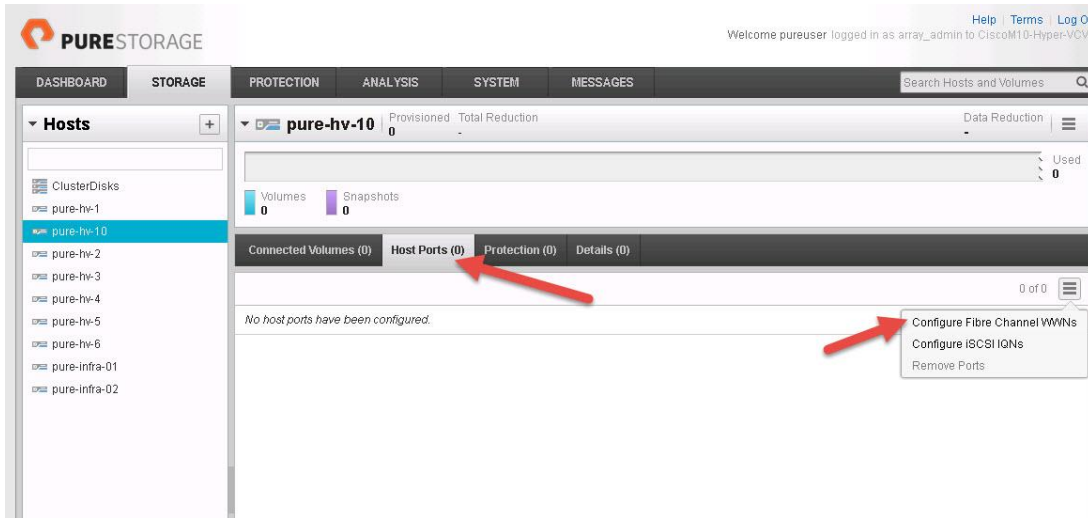 Help | Terms | Log O
PURESTORAGE
Welcome pureuser logged in as array_admin to CiscoM10-Hyper-VCV
DASHBOARD STORAGE PROTECTION ANALYSIS SYSTEM MESSAGES Search Hosts and Volumes
Hosts +
pure-hv-10 Provisioned 0 Total Reduction - Data Reduction -
Used
0
Volumes
0
Snapshots
0
ClusterDisks
pure-hv-1
pure-hv-10
pure-hv-2
pure-hv-3
pure-hv-4
pure-hv-5
pure-hv-6
pure-infra-01
pure-infra-02
Connected Volumes (0) Host Ports (0) Protection (0) Details (0)
0 of 0
No host ports have been configured.
Configure Fibre Channel WWNs
Configure iSCSI IQNs
Remove Ports